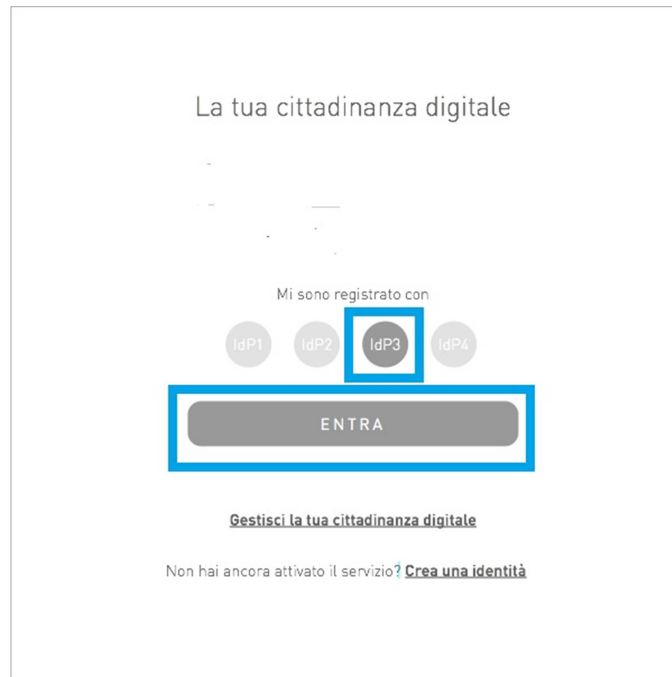 La tua cittadinanza digitale
Mi sono registrato con
IdP1 IdP2 IdP3 IdP4
ENTRA
Gestisci la tua cittadinanza digitale
Non hai ancora attivato il servizio? Crea una identità